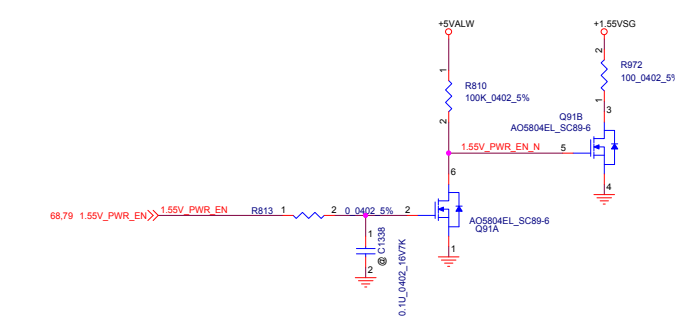 +5VALW
+1.55VSG
1
R810
100K_0402_5%
2
2
R972
100_0402_5%
1
3
Q91B
AO5804EL_SC89-6
1.55V_PWR_EN_N
5
4
6
68.79 1.55V_PWR_EN
1.55V_PWR_EN
R813
1
2
0_0402_5%
2
AO5804EL_SC89-6
Q91A
1
1
C1338
@
2
0.1U_0402_16V7K